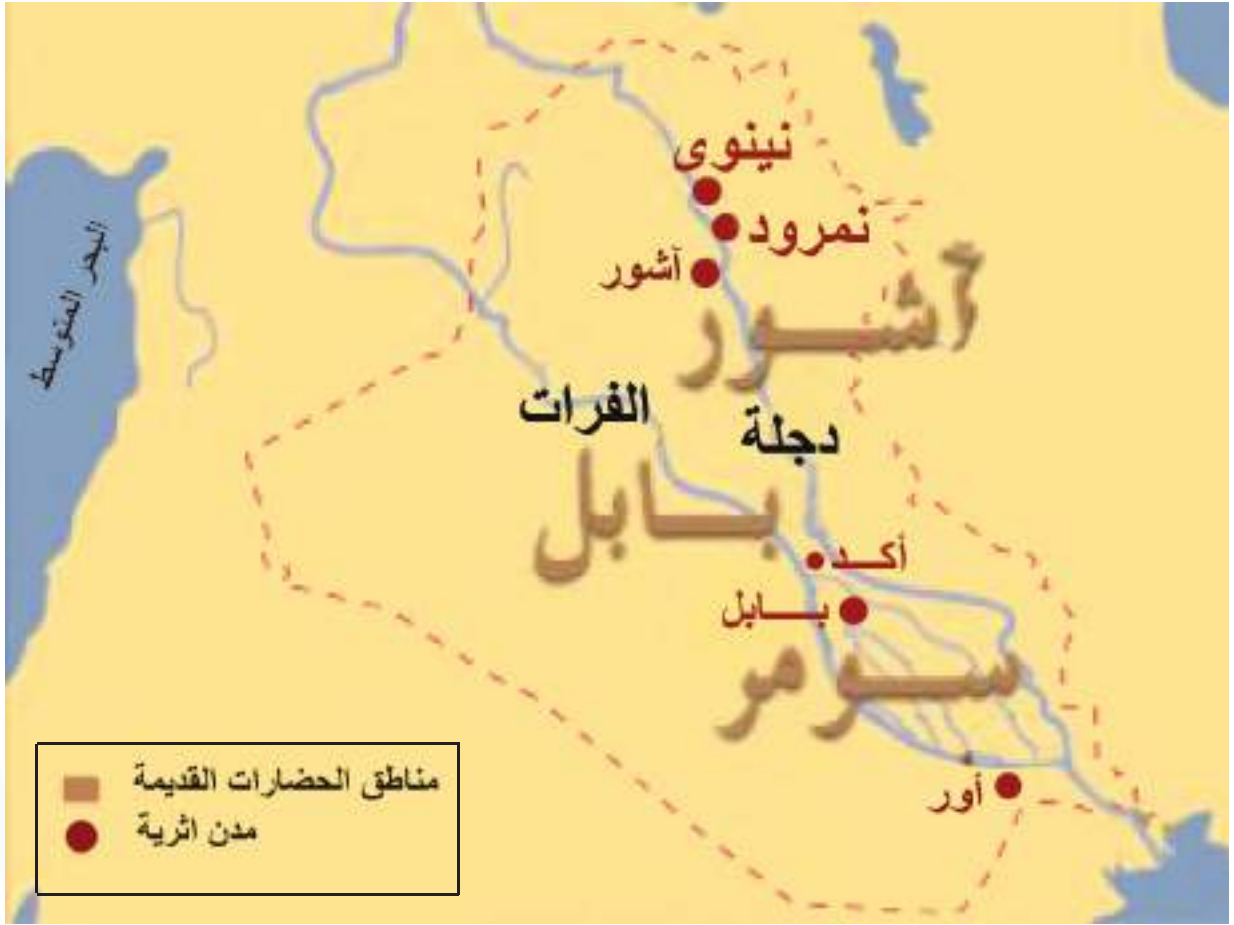 نينوى
نمرود
آشور
آشور
البحر المتوسط
الفرات
دجلة
بابل
أكد
بابل
سومر
أور
مناطق الحضارات القديمة
مدن اثرية